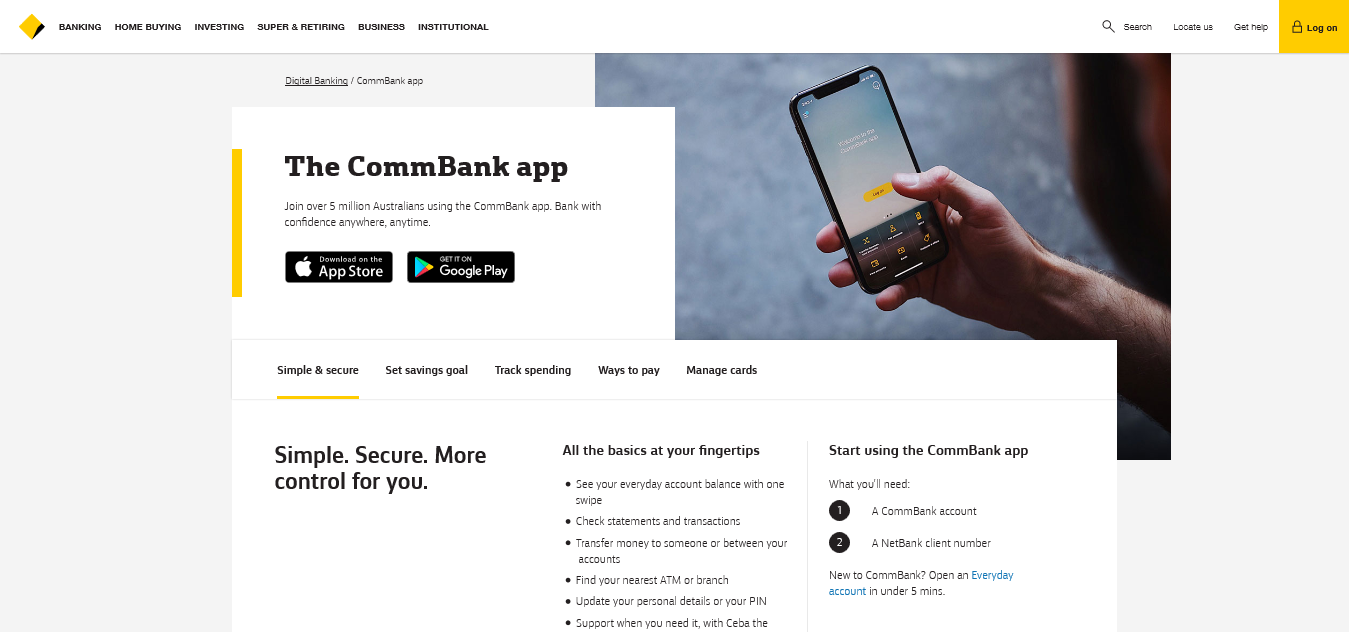 BANKING HOME BUYING INVESTING SUPER & RETIRING BUSINESS INSTITUTIONAL
Search Locate us Get help Log on
Digital Banking / CommBank app
The CommBank app
Join over 5 million Australians using the CommBank app. Bank with
confidence anywhere, anytime.
Download on the
App Store
GET IT ON
Google Play
Welcome to the
CommBank app
Log on
Simple & secure Set savings goal Track spending Ways to pay Manage cards
Simple. Secure. More
control for you.
All the basics at your fingertips
• See your everyday account balance with one
swipe
• Check statements and transactions
• Transfer money to someone or between your
accounts
• Find your nearest ATM or branch
• Update your personal details or your PIN
• Support when you need it, with Ceba the
Start using the CommBank app
What you'll need:
1 A CommBank account
2 A NetBank client number
New to CommBank? Open an Everyday
account in under 5 mins.